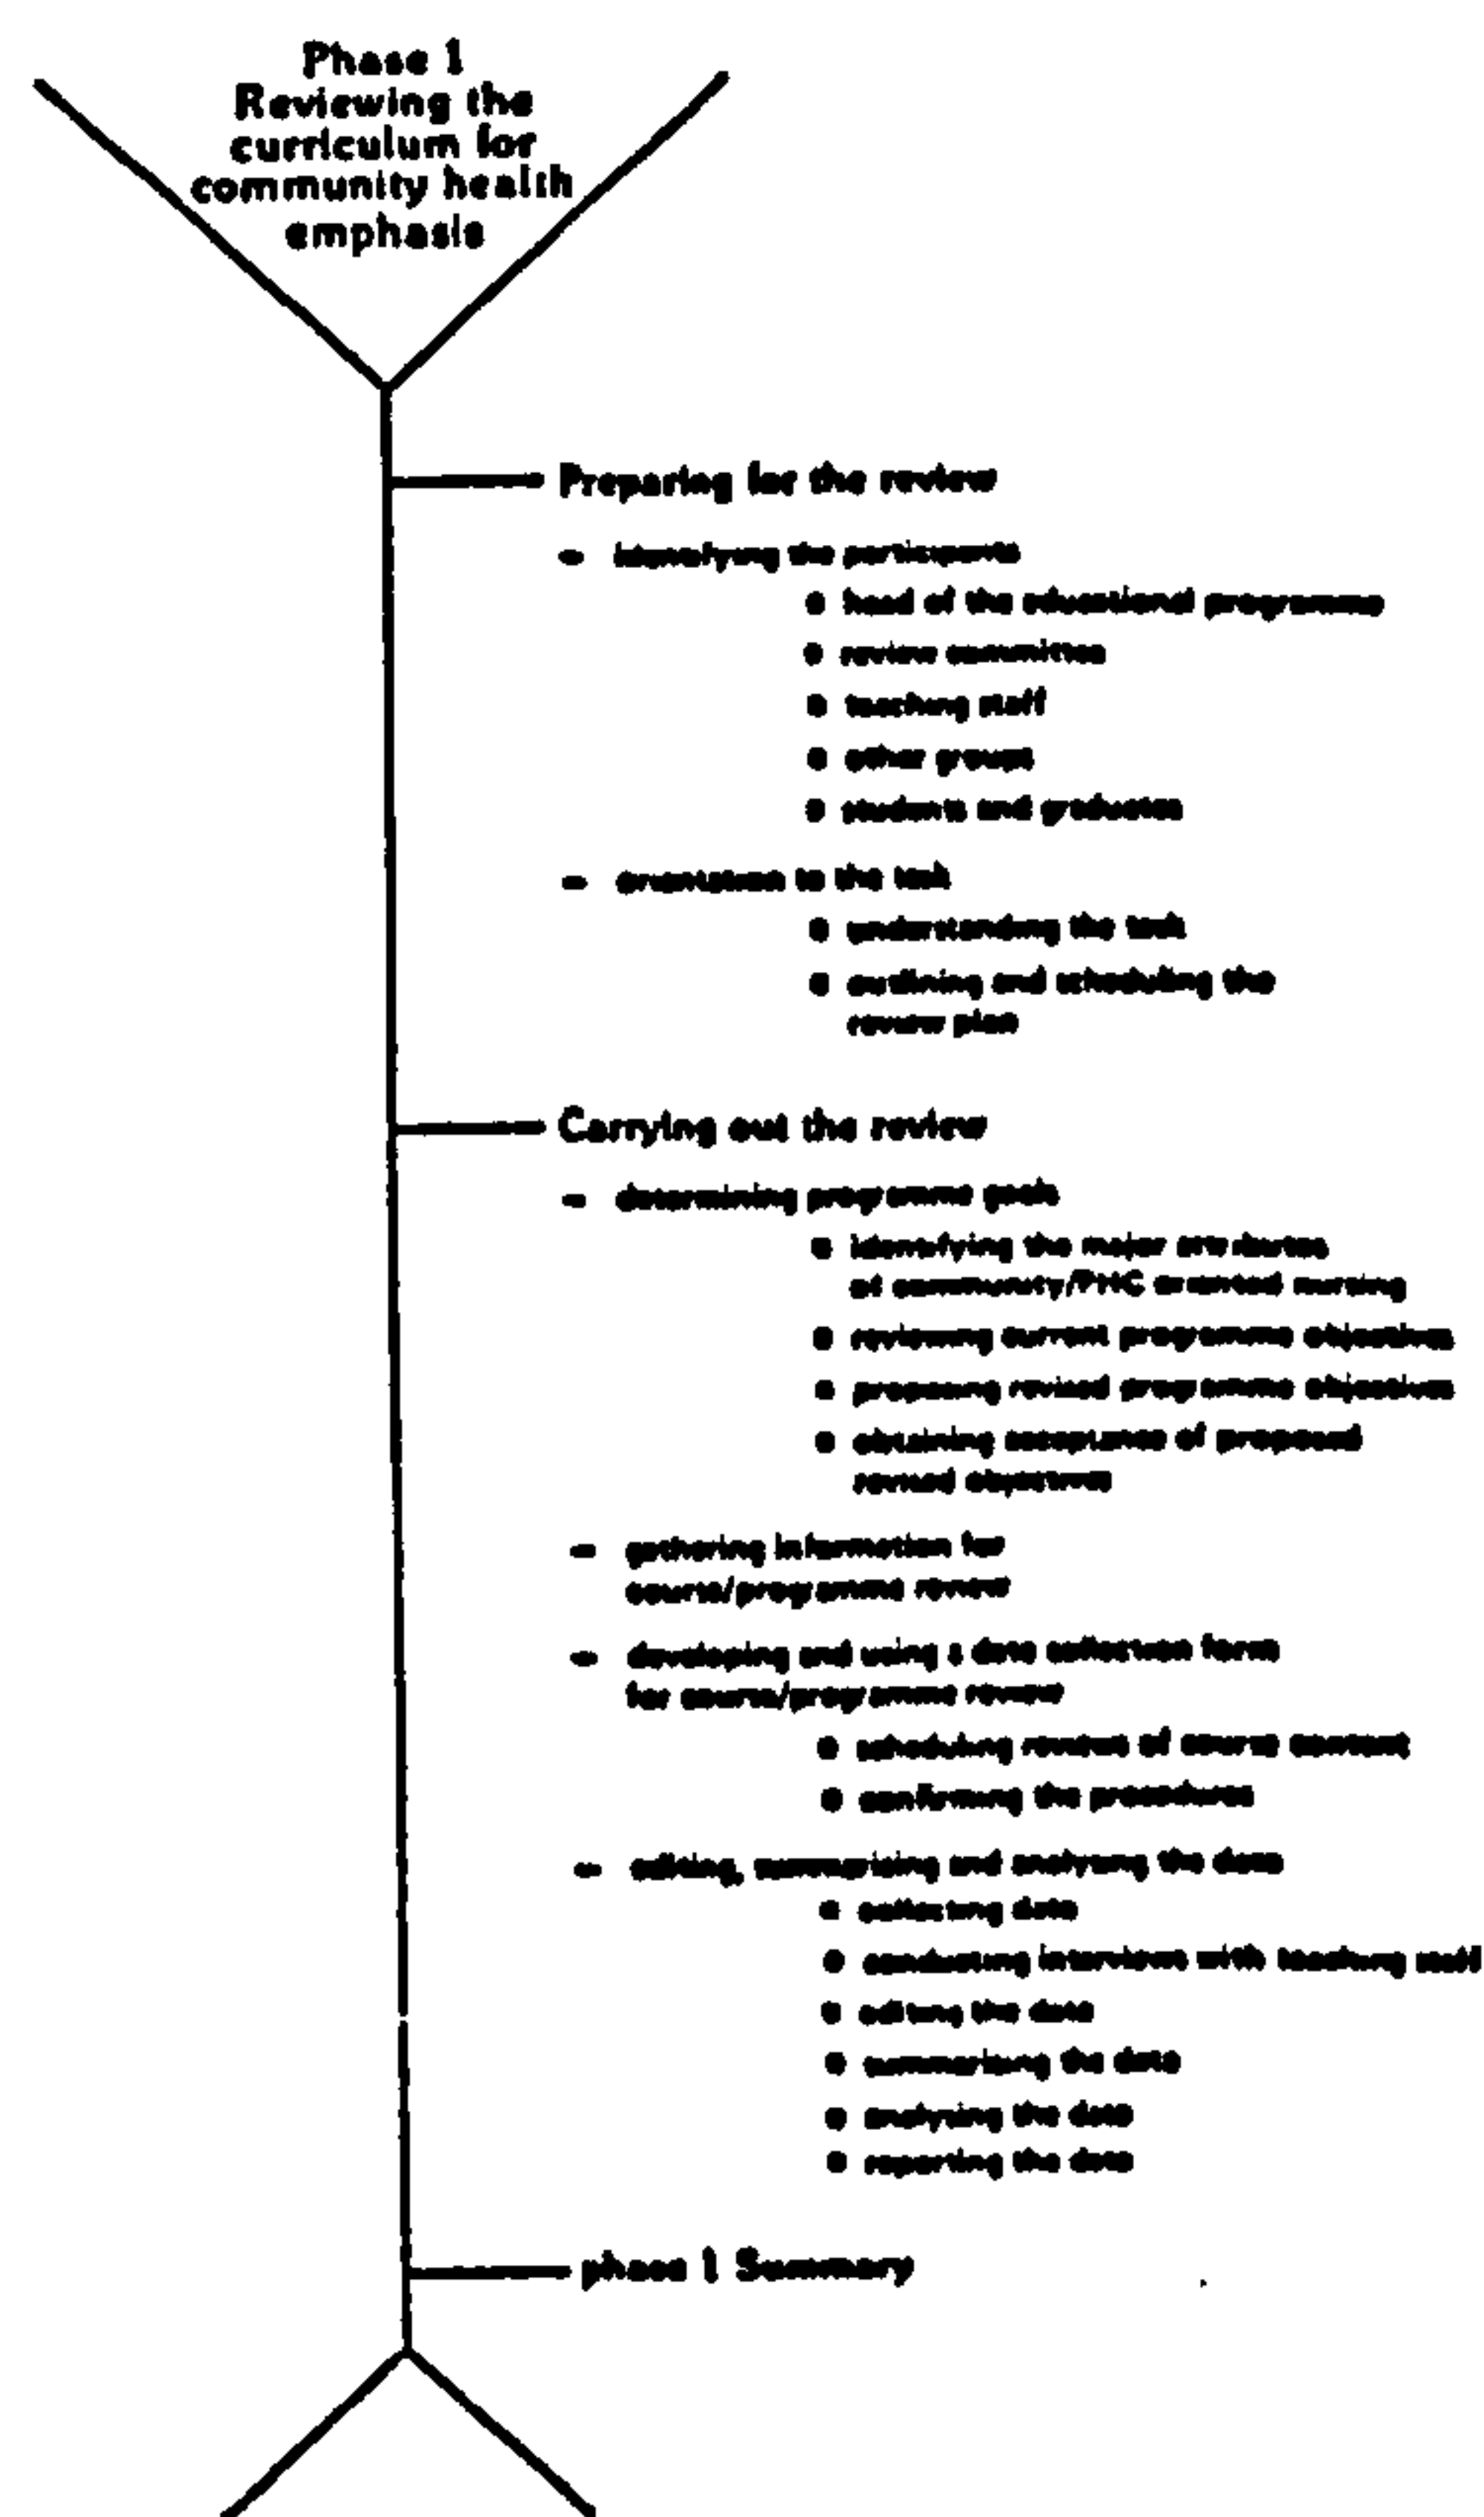 Phase 1
Reviewing the
curriculum for
community health
emphasis
Preparing for the review
- identifying the participants
● head of the educational programme
● review committee
● teaching staff
● other groups
● students and graduates
- orientation to the task
● understanding the task
● outlining and scheduling the
review plan
Carrying out the review
- determining programme goals
● identifying the major
of community/PHC oriented nursing
● reviewing current programme objectives
● proposing revised programme objectives
● obtaining acceptance of proposed
revised objectives
- gathering information for
course/programme review
- developing and using a data collection form
for course/programme review
● scheduling reviews of course content
● confirming the procedures
- editing, summarizing and analysing the data
● collecting data
● conducting interviews with teaching staff
● editing the data
● summarizing the data
● analysing the data
● reporting the data
phase 1 Summary